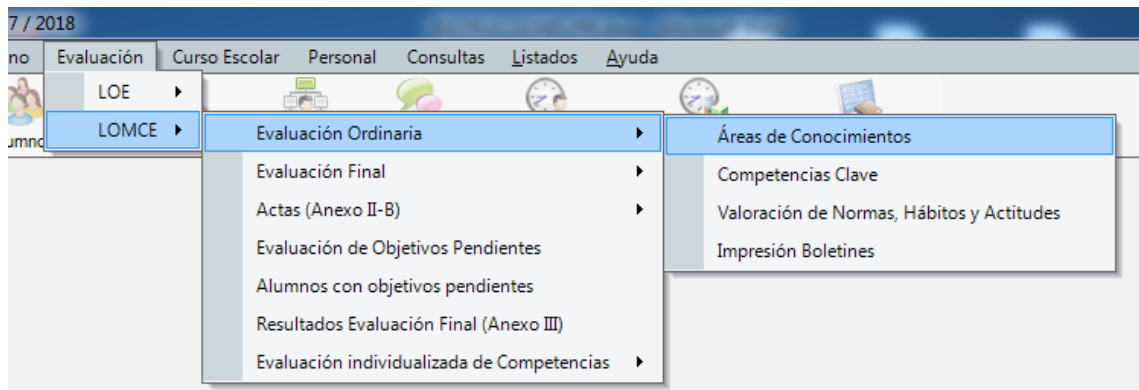 7 / 2018
no Evaluación Curso Escolar Personal Consultas Listados Ayuda
LOE
LOMCE
umno
Evaluación Ordinaria
Evaluación Final
Actas (Anexo II-B)
Evaluación de Objetivos Pendientes
Alumnos con objetivos pendientes
Resultados Evaluación Final (Anexo III)
Evaluación individualizada de Competencias
Áreas de Conocimientos
Competencias Clave
Valoración de Normas, Hábitos y Actitudes
Impresión Boletines